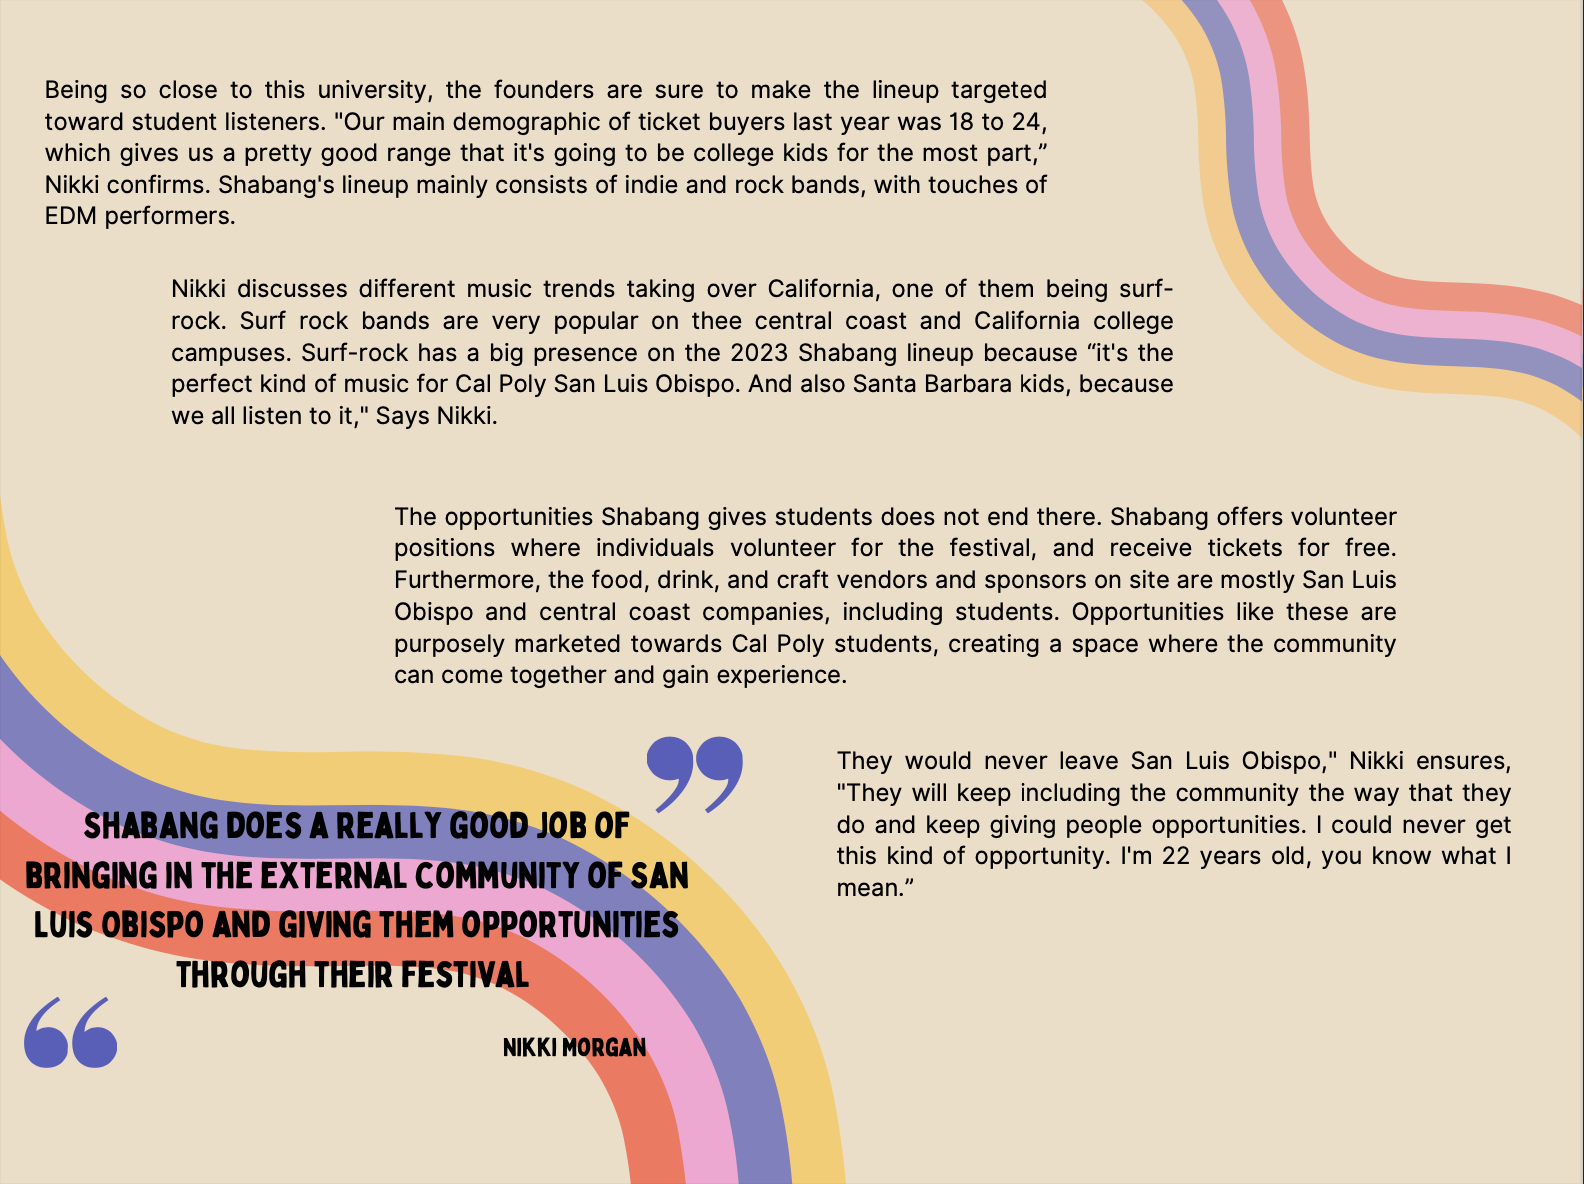 Being so close to this university, the founders are sure to make the lineup targeted
toward student listeners. "Our main demographic of ticket buyers last year was 18 to 24,
which gives us a pretty good range that it's going to be college kids for the most part,”
Nikki confirms. Shabang's lineup mainly consists of indie and rock bands, with touches of
EDM performers.
Nikki discusses different music trends taking over California, one of them being surf-
rock. Surf rock bands are very popular on thee central coast and California college
campuses. Surf-rock has a big presence on the 2023 Shabang lineup because “it's the
perfect kind of music for Cal Poly San Luis Obispo. And also Santa Barbara kids, because
we all listen to it," Says Nikki.
The opportunities Shabang gives students does not end there. Shabang offers volunteer
positions where individuals volunteer for the festival, and receive tickets for free.
Furthermore, the food, drink, and craft vendors and sponsors on site are mostly San Luis
Obispo and central coast companies, including students. Opportunities like these are
purposely marketed towards Cal Poly students, creating a space where the community
can come together and gain experience.
They would never leave San Luis Obispo," Nikki ensures,
"They will keep including the community the way that they
do and keep giving people opportunities. I could never get
this kind of opportunity. I'm 22 years old, you know what I
mean.”
”
SHABANG DOES A REALLY GOOD JOB OF
BRINGING IN THE EXTERNAL COMMUNITY OF SAN
LUIS OBISPO AND GIVING THEM OPPORTUNITIES
THROUGH THEIR FESTIVAL
“
NIKKI MORGAN